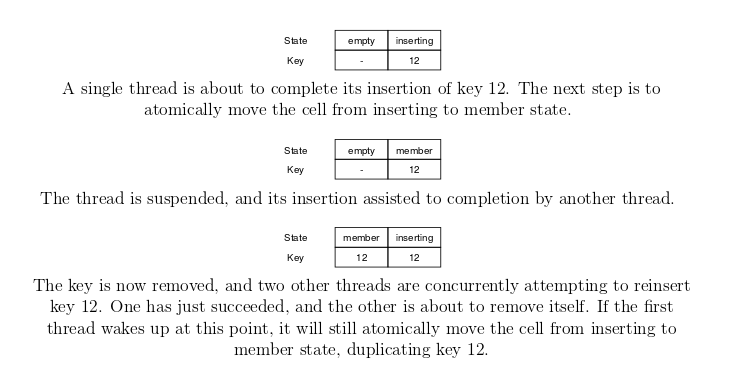 State empty inserting
Key - 12
A single thread is about to complete its insertion of key 12. The next step is to
atomically move the cell from inserting to member state.
State empty member
Key - 12
The thread is suspended, and its insertion assisted to completion by another thread.
State member inserting
Key 12 12
The key is now removed, and two other threads are concurrently attempting to reinsert
key 12. One has just succeeded, and the other is about to remove itself. If the first
thread wakes up at this point, it will still atomically move the cell from inserting to
member state, duplicating key 12.